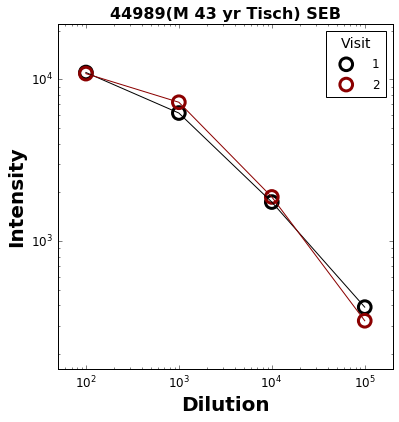 44989(M 43 yr Tisch) SEB
Visit
1
2
10⁴
10³
Intensity
10² 10³ 10⁴ 10⁵
Dilution